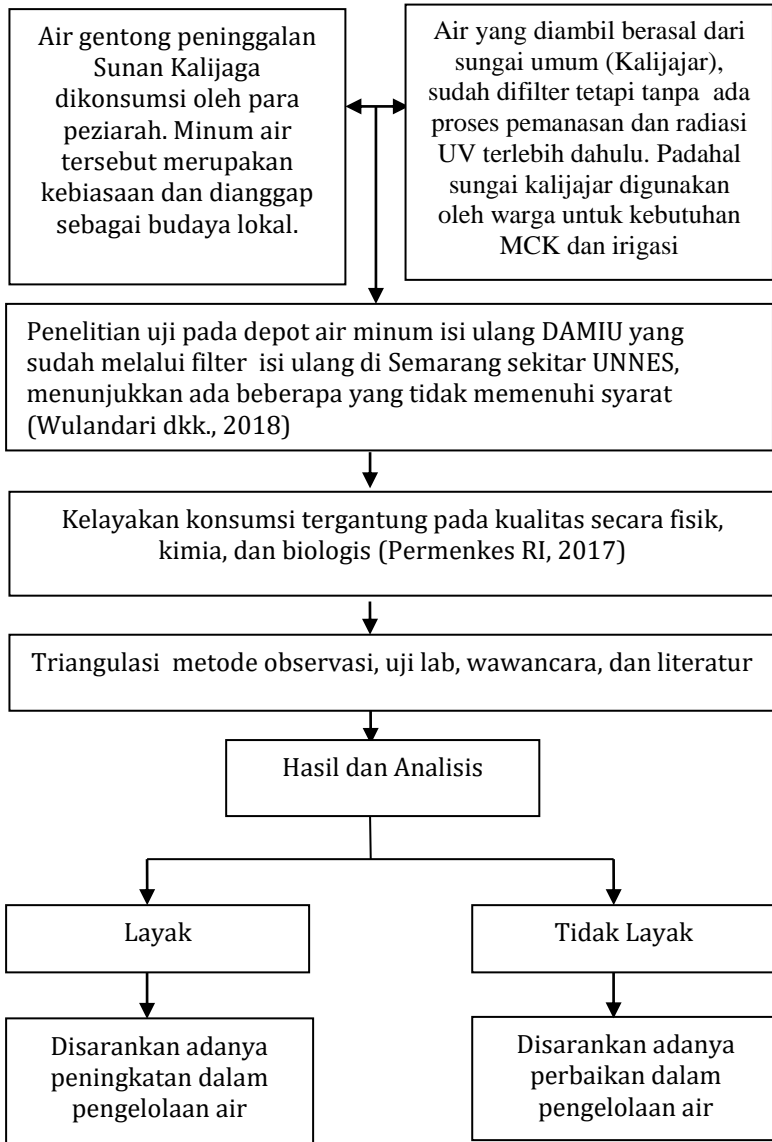 Air gentong peninggalan
Sunan Kalijaga
dikonsumsi oleh para
peziarah. Minum air
tersebut merupakan
kebiasaan dan dianggap
sebagai budaya lokal.
Air yang diambil berasal dari
sungai umum (Kalijajar),
sudah difilter tetapi tanpa ada
proses pemanasan dan radiasi
UV terlebih dahulu. Padahal
sungai kalijajar digunakan
oleh warga untuk kebutuhan
MCK dan irigasi
Penelitian uji pada depot air minum isi ulang DAMIU yang
sudah melalui filter isi ulang di Semarang sekitar UNNES,
menunjukkan ada beberapa yang tidak memenuhi syarat
(Wulandari dkk., 2018)
Kelayakan konsumsi tergantung pada kualitas secara fisik,
kimia, dan biologis (Permenkes RI, 2017)
Triangulasi metode observasi, uji lab, wawancara, dan literatur
Hasil dan Analisis
Layak
Tidak Layak
Disarankan adanya
peningkatan dalam
pengelolaan air
Disarankan adanya
perbaikan dalam
pengelolaan air